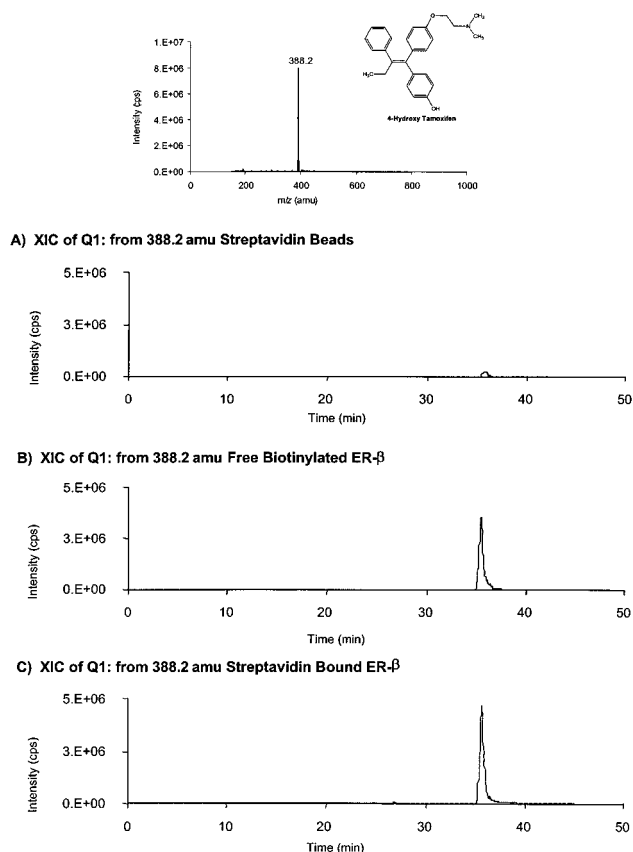 1.E+07
8.E+06
6.E+06
4.E+06
2.E+06
0.E+00
Intensity (cps)
388.2
0 200 400 600 800 1000
m/z (amu)
H₃C
O
N
CH₃
CH₃
OH
4-Hydroxy Tamoxifen
A) XIC of Q1: from 388.2 amu Streptavidin Beads
5.E+06
3.E+06
0.E+00
Intensity (cps)
0 10 20 30 40 50
Time (min)
B) XIC of Q1: from 388.2 amu Free Biotinylated ER-β
5.E+06
3.E+06
0.E+00
Intensity (cps)
0 10 20 30 40 50
Time (min)
C) XIC of Q1: from 388.2 amu Streptavidin Bound ER-β
5.E+06
3.E+06
0.E+00
Intensity (cps)
0 10 20 30 40 50
Time (min)